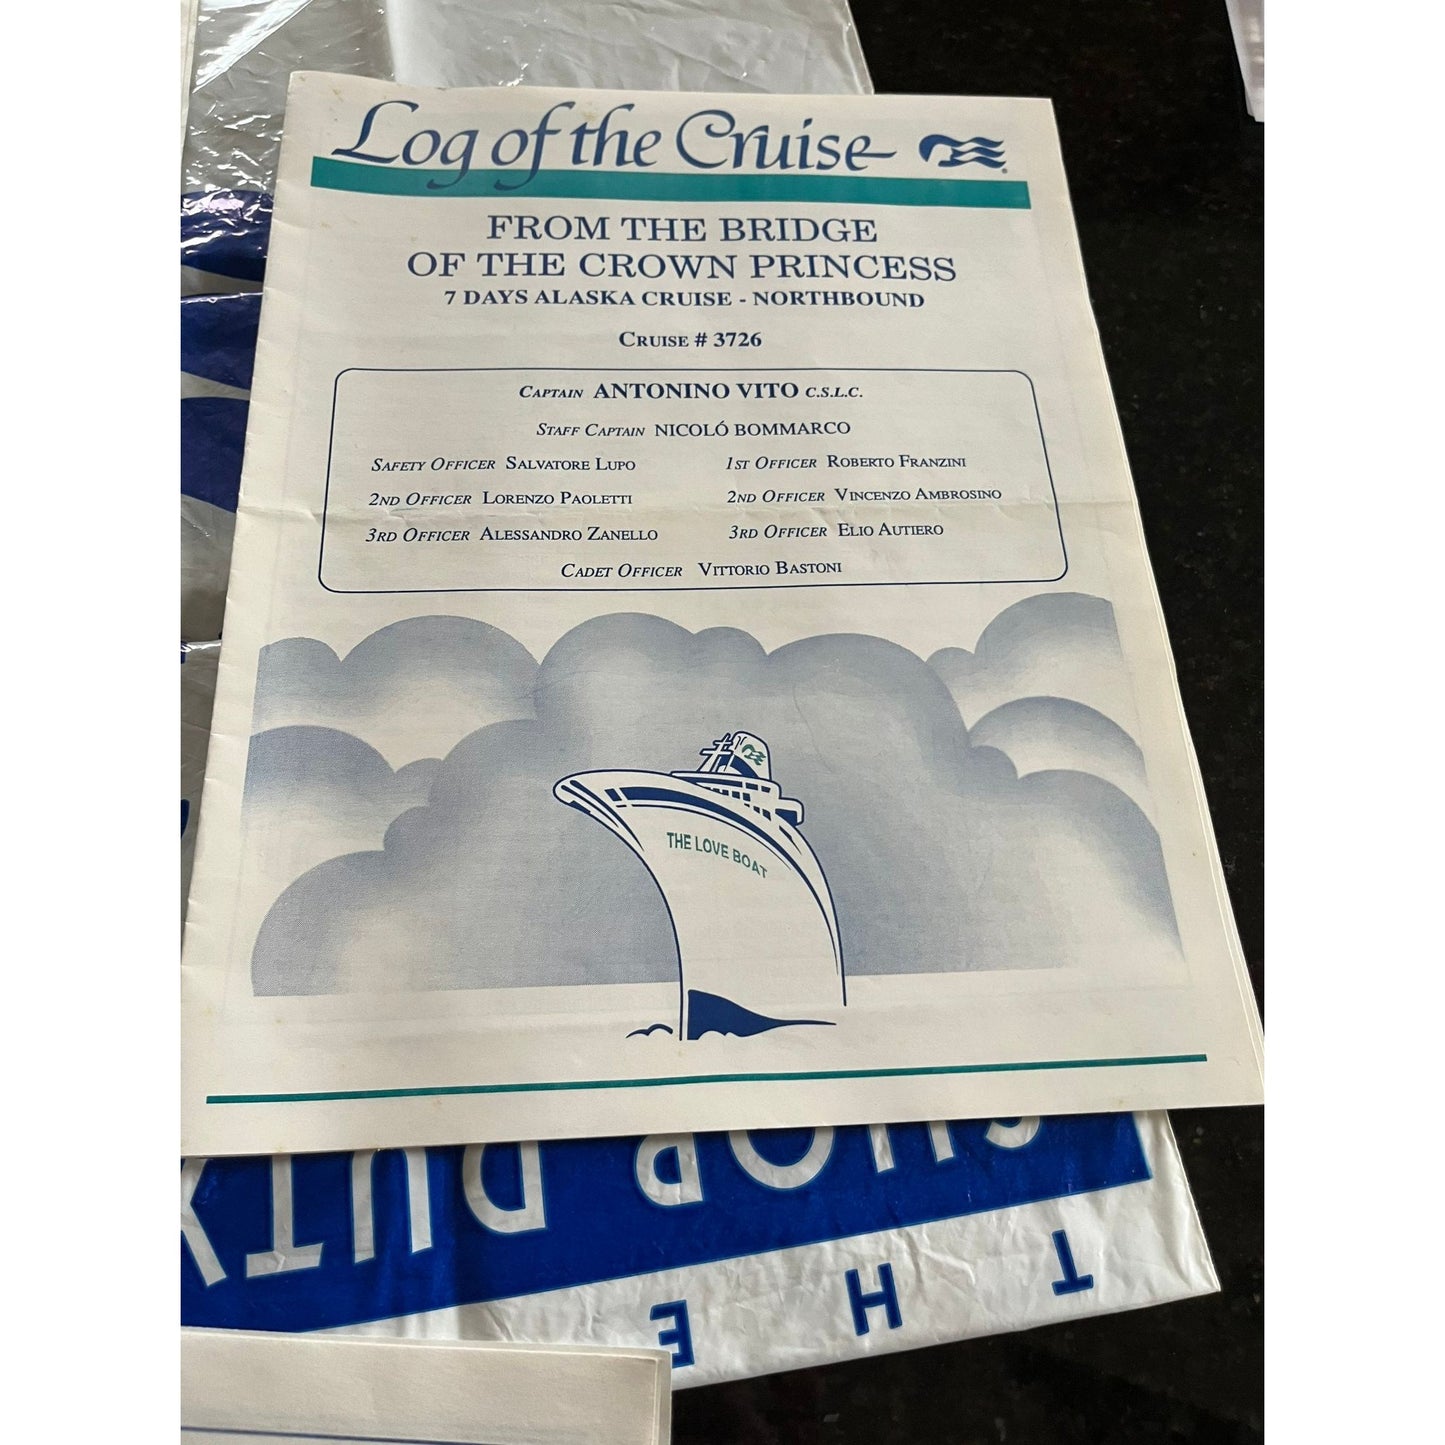 Log of the Cruise
FROM THE BRIDGE
OF THE CROWN PRINCESS
7 DAYS ALASKA CRUISE - NORTHBOUND
CRUISE # 3726
CAPTAIN ANTONINO VITO C.S.L.C.
STAFF CAPTAIN NICOLÓ BOMMARCO
SAFETY OFFICER SALVATORE LUPO 1ST OFFICER ROBERTO FRANZINI
2ND OFFICER LORENZO PAOLETTI 2ND OFFICER VINCENZO AMBROSINO
3RD OFFICER ALESSANDRO ZANELLO 3RD OFFICER ELIO AUTIERO
CADET OFFICER VITTORIO BASTONI
THE LOVE BOAT
THE